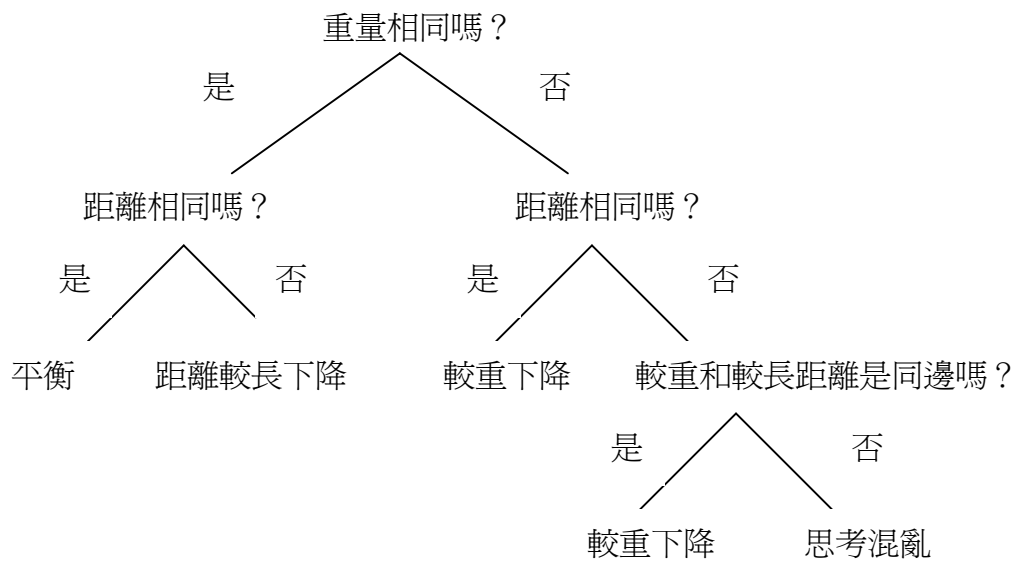 重量相同嗎？
是 否
距離相同嗎？ 距離相同嗎？
是 否 是 否
平衡 距離較長下降 較重下降 較重和較長距離是同邊嗎？
是 否
較重下降 思考混亂